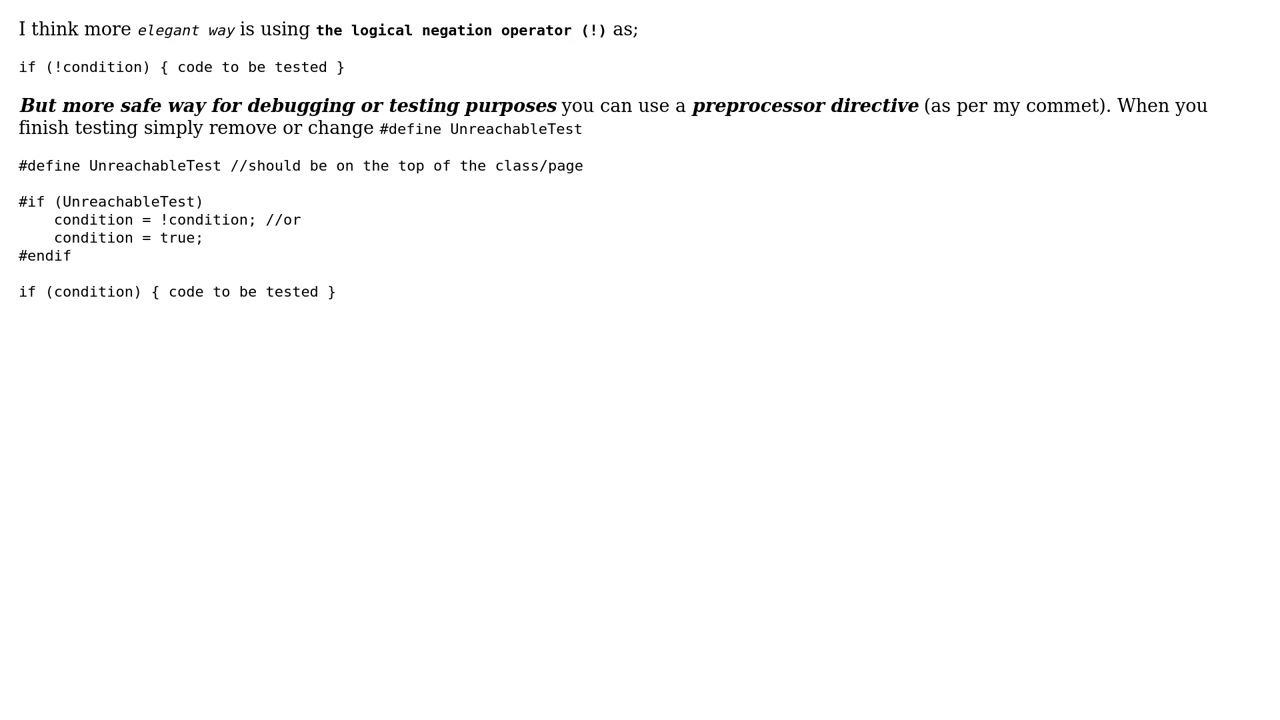 I think more elegant way is using the logical negation operator (!) as;
if (!condition) { code to be tested }
But more safe way for debugging or testing purposes you can use a preprocessor directive (as per my commet). When you
finish testing simply remove or change #define UnreachableTest
#define UnreachableTest //should be on the top of the class/page
#if (UnreachableTest)
    condition = !condition; //or
    condition = true;
#endif
if (condition) { code to be tested }